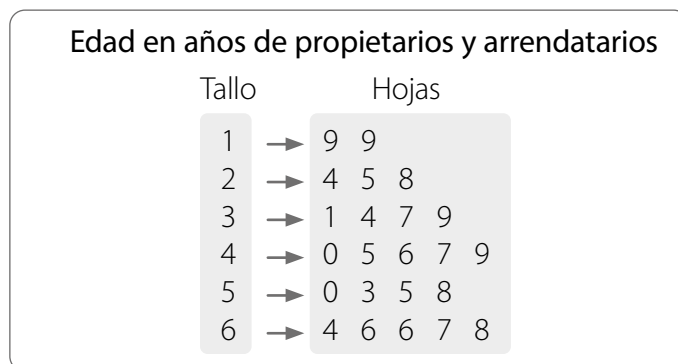 Edad en años de propietarios y arrendatarios
Tallo Hojas
1 → 9 9
2 → 4 5 8
3 → 1 4 7 9
4 → 0 5 6 7 9
5 → 0 3 5 8
6 → 4 6 6 7 8